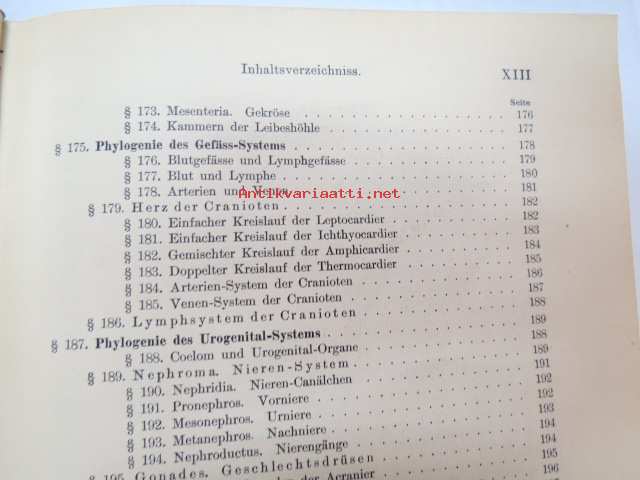 Inhaltsverzeichniss. XIII
Seite
§ 173. Mesenteria. Gekröse 176
§ 174. Kammern der Leibeshöhle 177
§ 175. Phylogenie des Gefäss-Systems 178
§ 176. Blutgefässe und Lymphgefässe 179
§ 177. Blut und Lymphe 180
§ 178. Arterien und Venen 181
Antikvariaatti.net
§ 179. Herz der Cranioten 182
§ 180. Einfacher Kreislauf der Leptocardier 182
§ 181. Einfacher Kreislauf der Ichthyocardier 183
§ 182. Gemischter Kreislauf der Amphicardier 184
§ 183. Doppelter Kreislauf der Thermocardier 185
§ 184. Arterien-System der Cranioten 186
§ 185. Venen-System der Cranioten 187
§ 186. Lymphsystem der Cranioten 188
§ 187. Phylogenie des Urogenital-Systems 189
§ 188. Coelom und Urogenital-Organe 188
§ 189. Nephroma. Nieren-System 189
§ 190. Nephridia. Nieren-Canälchen 191
§ 191. Pronephros. Vorniere 192
§ 192. Mesonephros. Urniere 192
§ 193. Metanephros. Nachniere 193
§ 194. Nephroductus. Nierengänge 194
§ 195. Gonades. Geschlechtsdrüsen 194
der Acranier 195
196